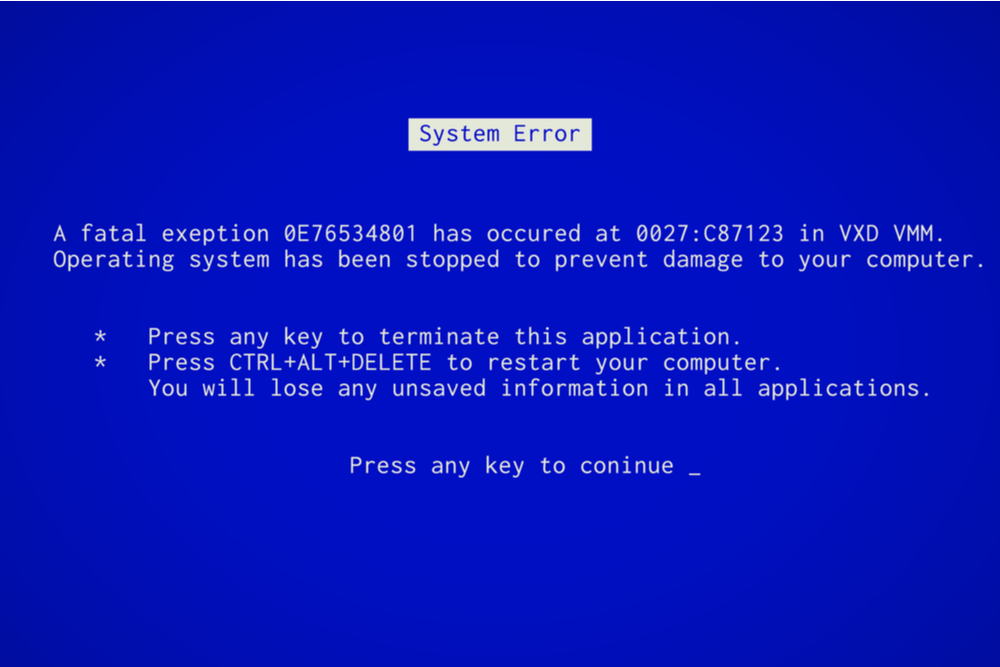 System Error
A fatal exeption 0E76534801 has occured at 0027:C87123 in VXD VMM.
Operating system has been stopped to prevent damage to your computer.
* Press any key to terminate this application.
* Press CTRL+ALT+DELETE to restart your computer.
You will lose any unsaved information in all applications.
Press any key to coninue _